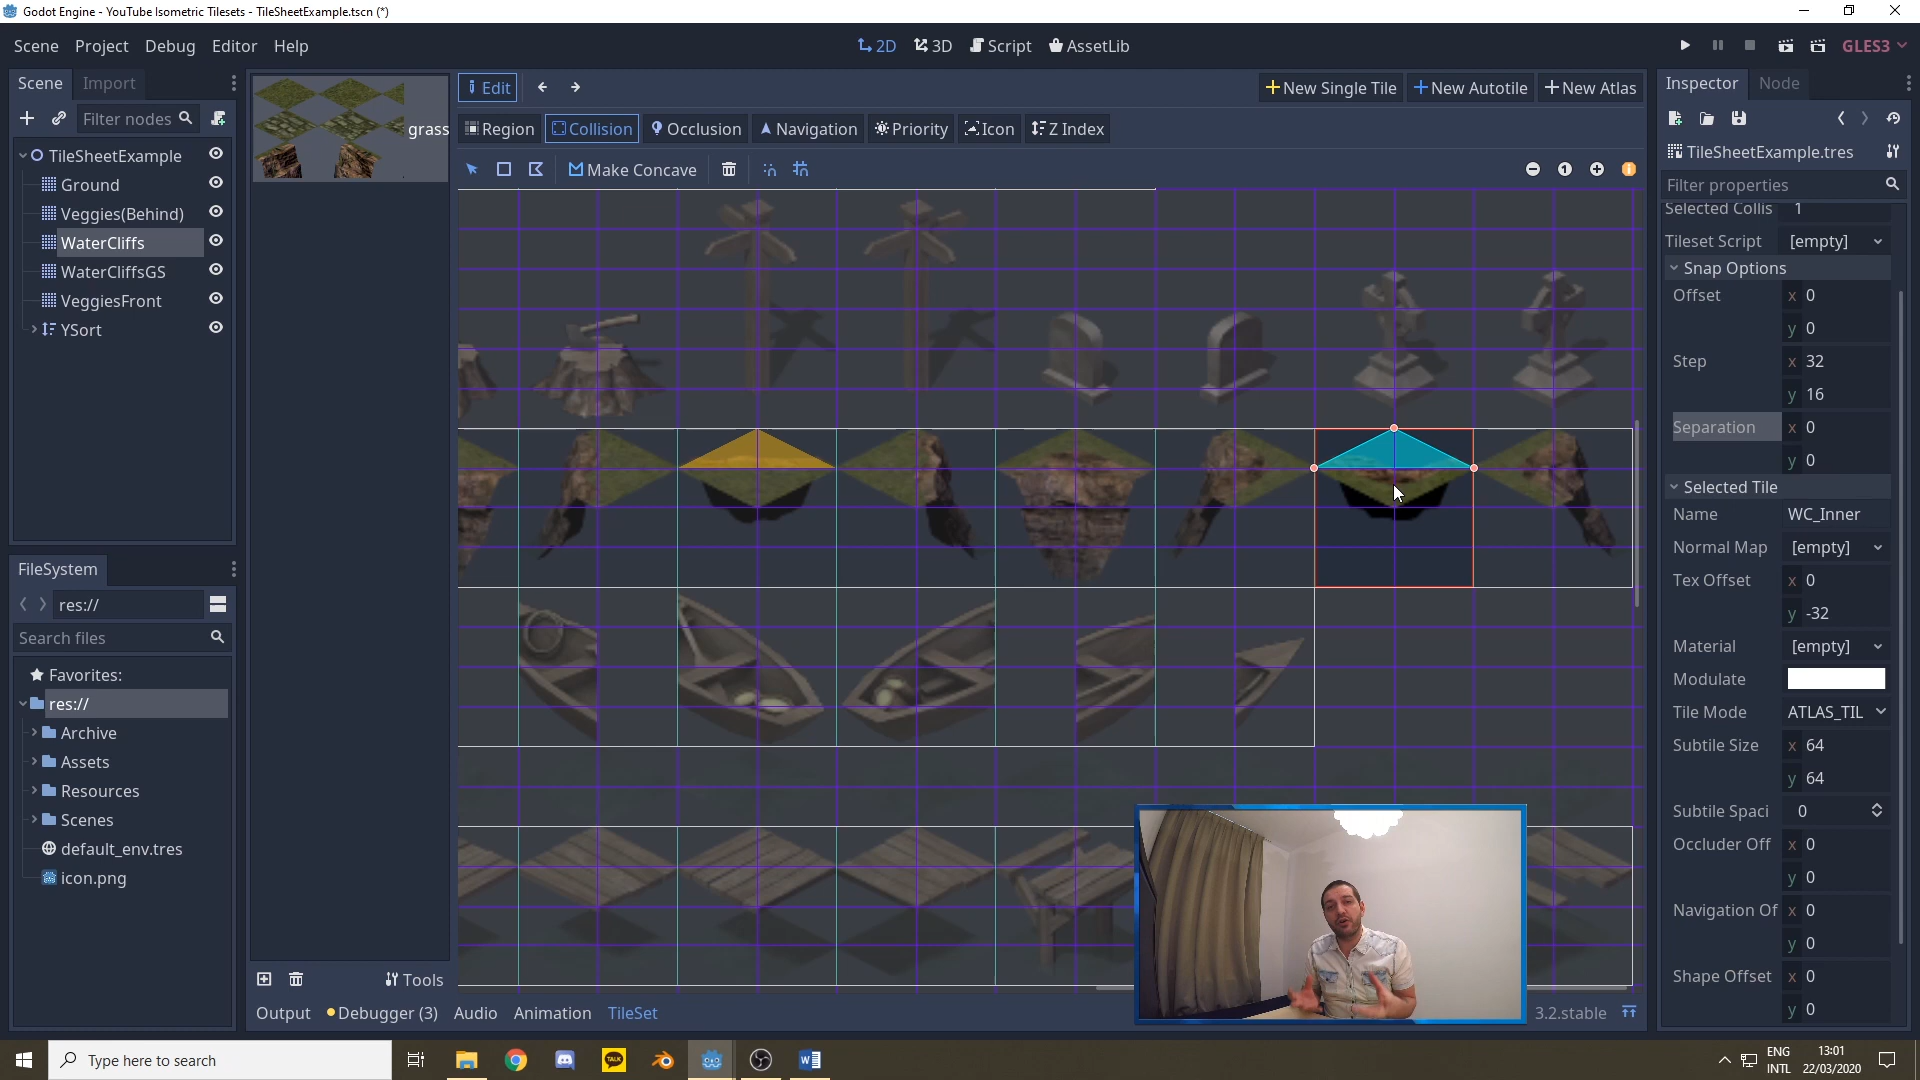 Godot Engine - YouTube Isometric Tilesets - TileSheetExample.tscn (*)
Scene Project Debug Editor Help
2D 3D Script AssetLib
GLES3
Scene Import
Filter nodes
TileSheetExample
Ground
Veggies(Behind)
WaterCliffs
WaterCliffsGS
VeggiesFront
YSort
FileSystem
res://
Search files
Favorites:
res://
Archive
Assets
Resources
Scenes
default_env.tres
icon.png
grass
Tools
Edit
New Single Tile New Autotile New Atlas
Region Collision Occlusion Navigation Priority Icon Z Index
Make Concave
1
Output Debugger (3) Audio Animation TileSet
3.2.stable
Inspector Node
TileSheetExample.tres
Filter properties
Selected Collis 1
Tileset Script [empty]
Snap Options
Offset x 0
y 0
Step x 32
y 16
Separation x 0
y 0
Selected Tile
Name WC_Inner
Normal Map [empty]
Tex Offset x 0
y -32
Material [empty]
Modulate
Tile Mode ATLAS_TIL
Subtile Size x 64
y 64
Subtile Spaci 0
Occluder Off x 0
y 0
Navigation Of x 0
y 0
Shape Offset x 0
y 0
Type here to search
TALK
ENG
INTL
13:01
22/03/2020